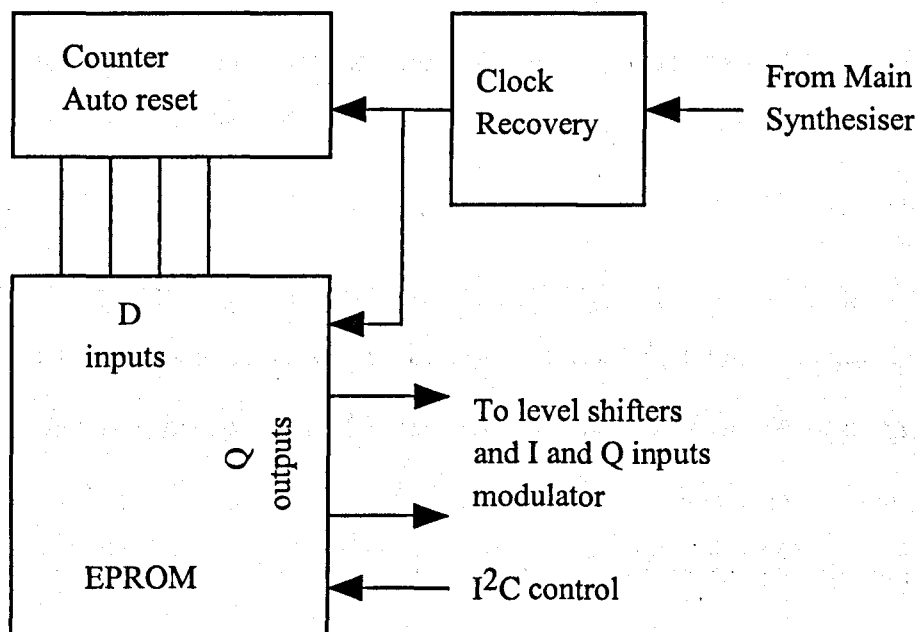 Counter
Auto reset
Clock
Recovery
From Main
Synthesiser
D
inputs
Q
outputs
To level shifters
and I and Q inputs
modulator
EPROM
I²C control